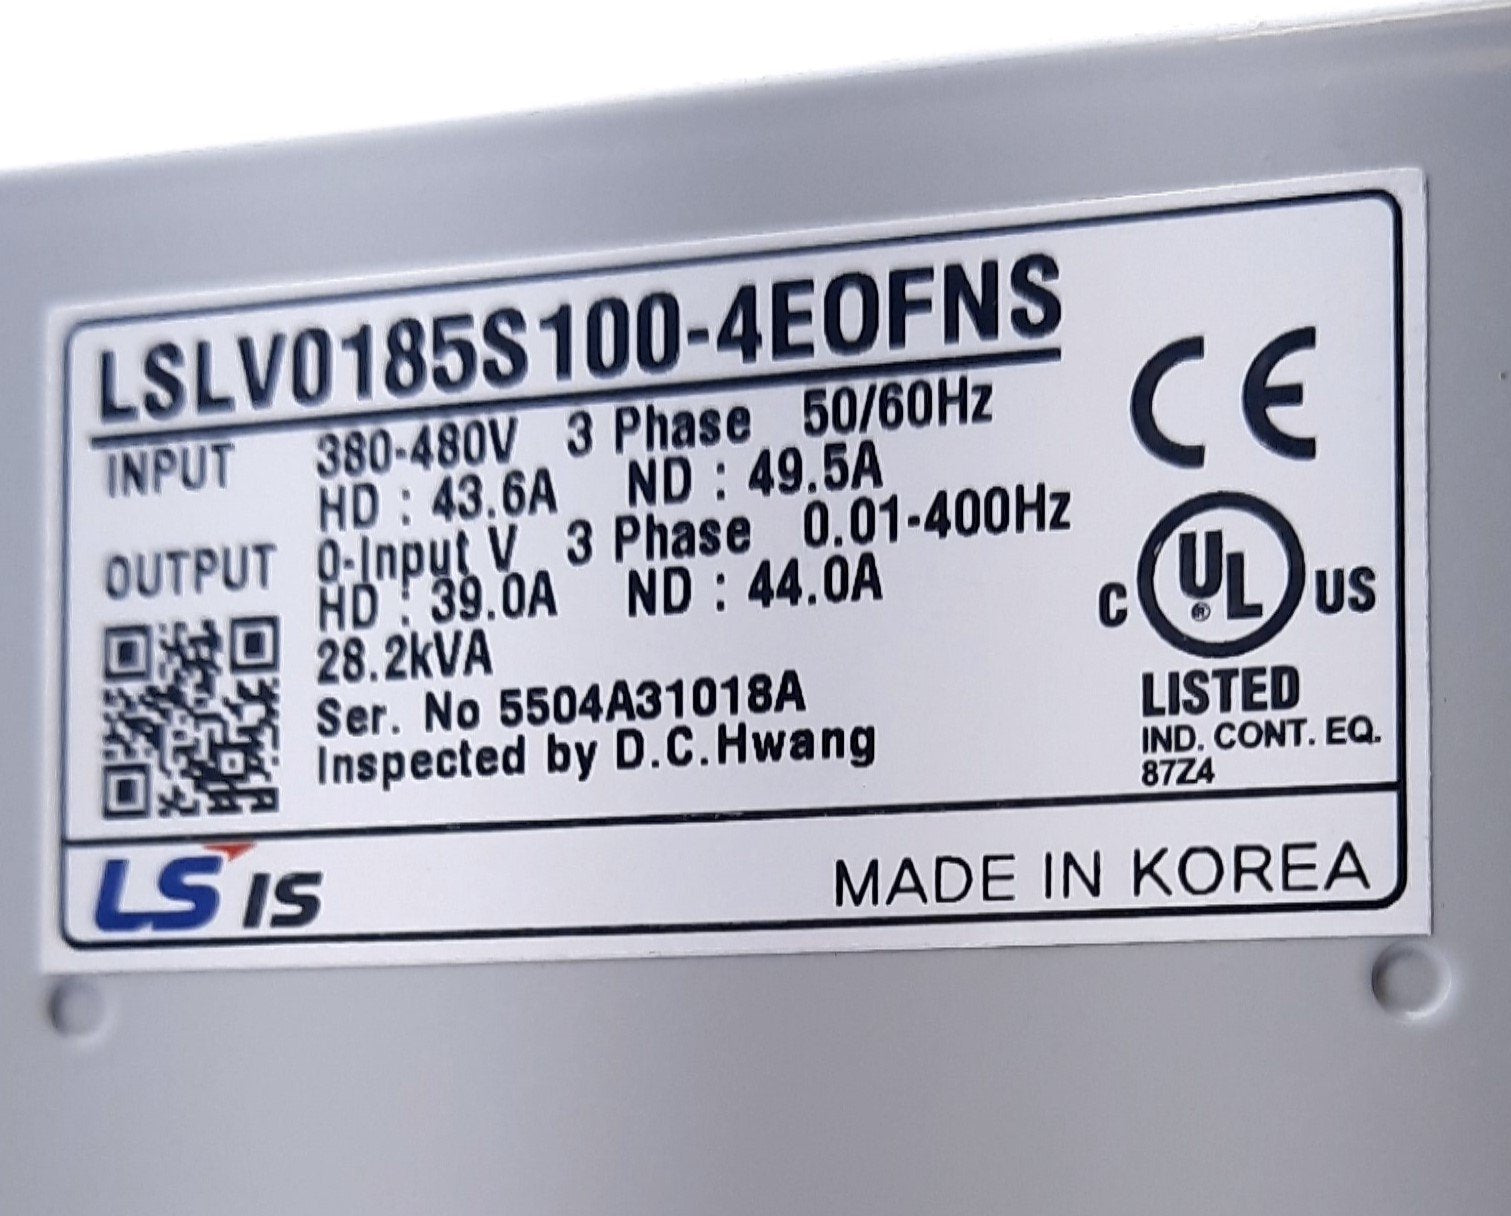 LSLV0185S100-4EOFNS
INPUT 380-480V 3 Phase 50/60Hz
HD : 43.6A ND : 49.5A
OUTPUT 0-Input V 3 Phase 0.01-400Hz
HD : 39.0A ND : 44.0A
28.2kVA
Ser. No 5504A31018A
Inspected by D.C.Hwang
CE
C UL ® US
LISTED
IND. CONT. EQ.
87Z4
LS IS
MADE IN KOREA